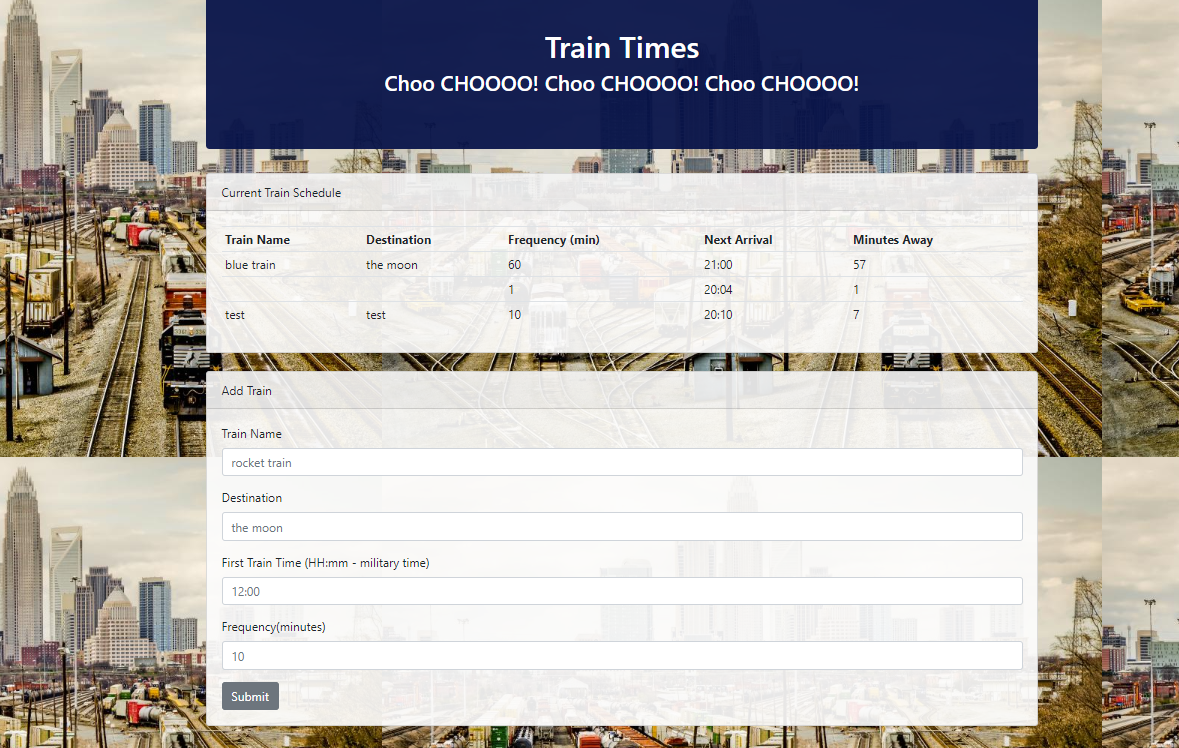 Train Times
Choo CHOOOO! Choo CHOOOO! Choo CHOOOO!
Current Train Schedule
Train Name Destination Frequency (min) Next Arrival Minutes Away
blue train the moon 60 21:00 57
1 20:04 1
test test 10 20:10 7
Add Train
Train Name
rocket train
Destination
the moon
First Train Time (HH:mm - military time)
12:00
Frequency(minutes)
10
Submit